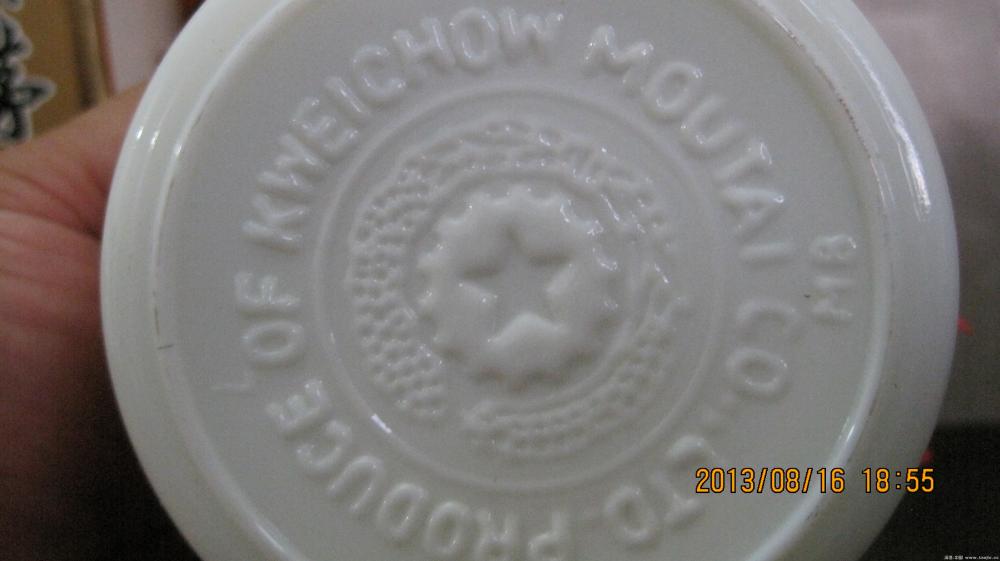 PRODUCE OF KWEICHOW MOUTAI CO., LTD.
HB
2013/08/16 18:55